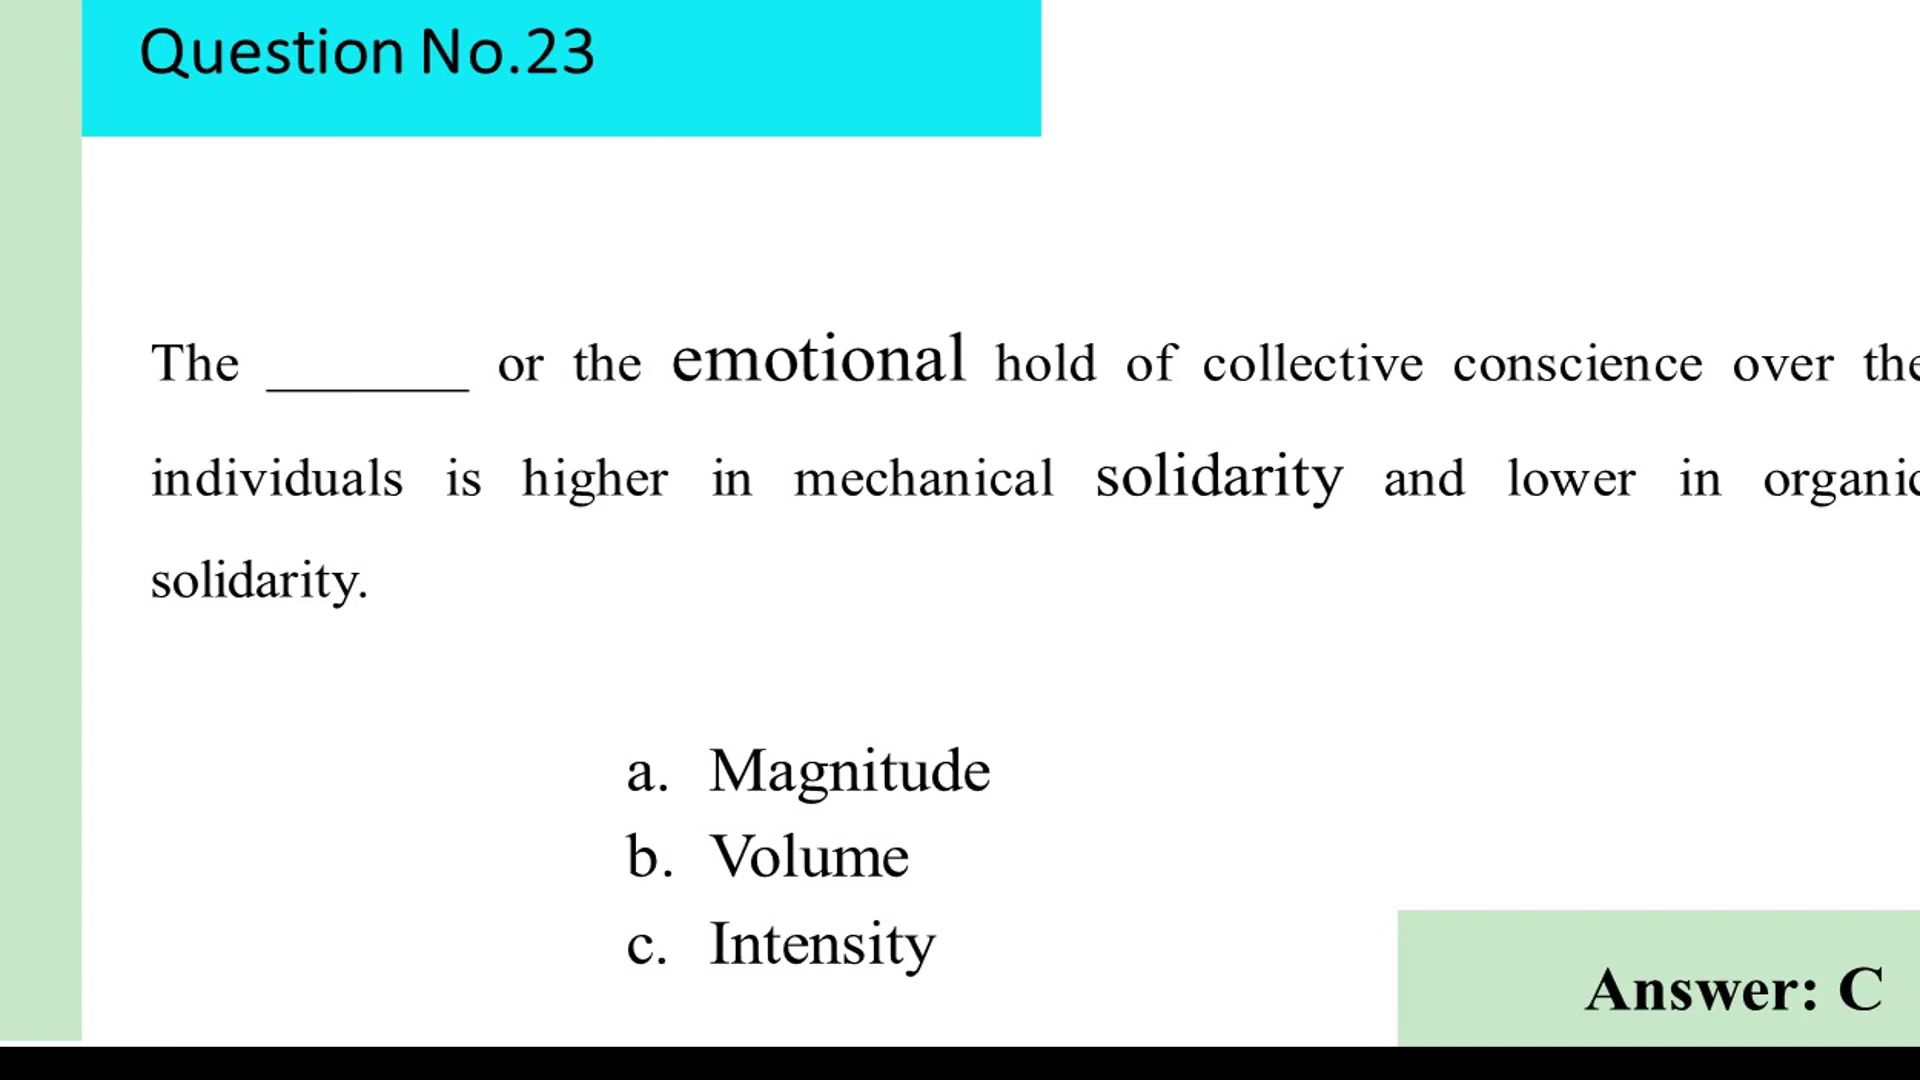 Question No.23
The _______ or the emotional hold of collective conscience over the
individuals is higher in mechanical solidarity and lower in organic
solidarity.
a. Magnitude
b. Volume
c. Intensity
Answer: C